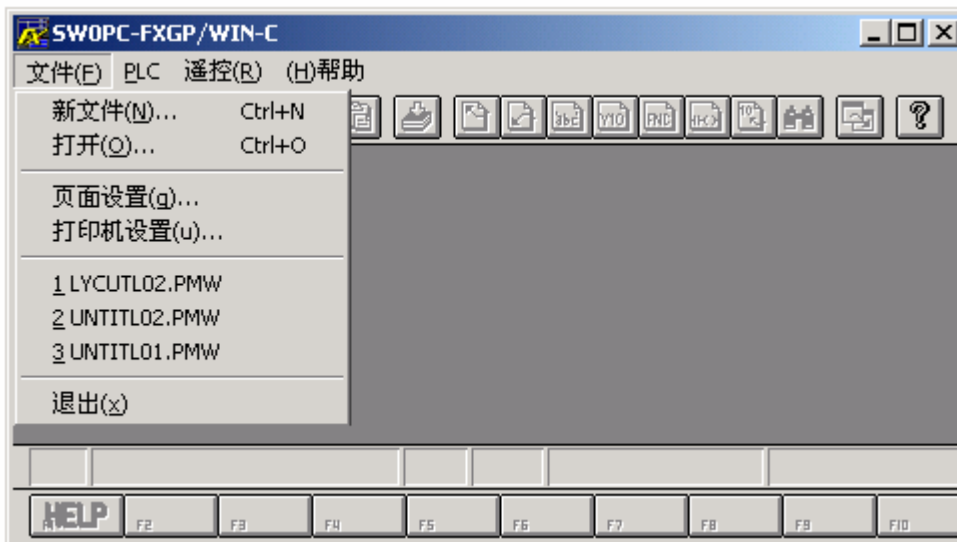 SW0PC-FXGP/WIN-C
文件(F) PLC 遥控(R) (H)帮助
新文件(N)... Ctrl+N
打开(O)... Ctrl+O
页面设置(g)...
打印机设置(u)...
1 LYCUTL02.PMW
2 UNTITL02.PMW
3 UNTITL01.PMW
退出(x)
HELP F2 F3 F4 F5 F6 F7 F8 F9 F10